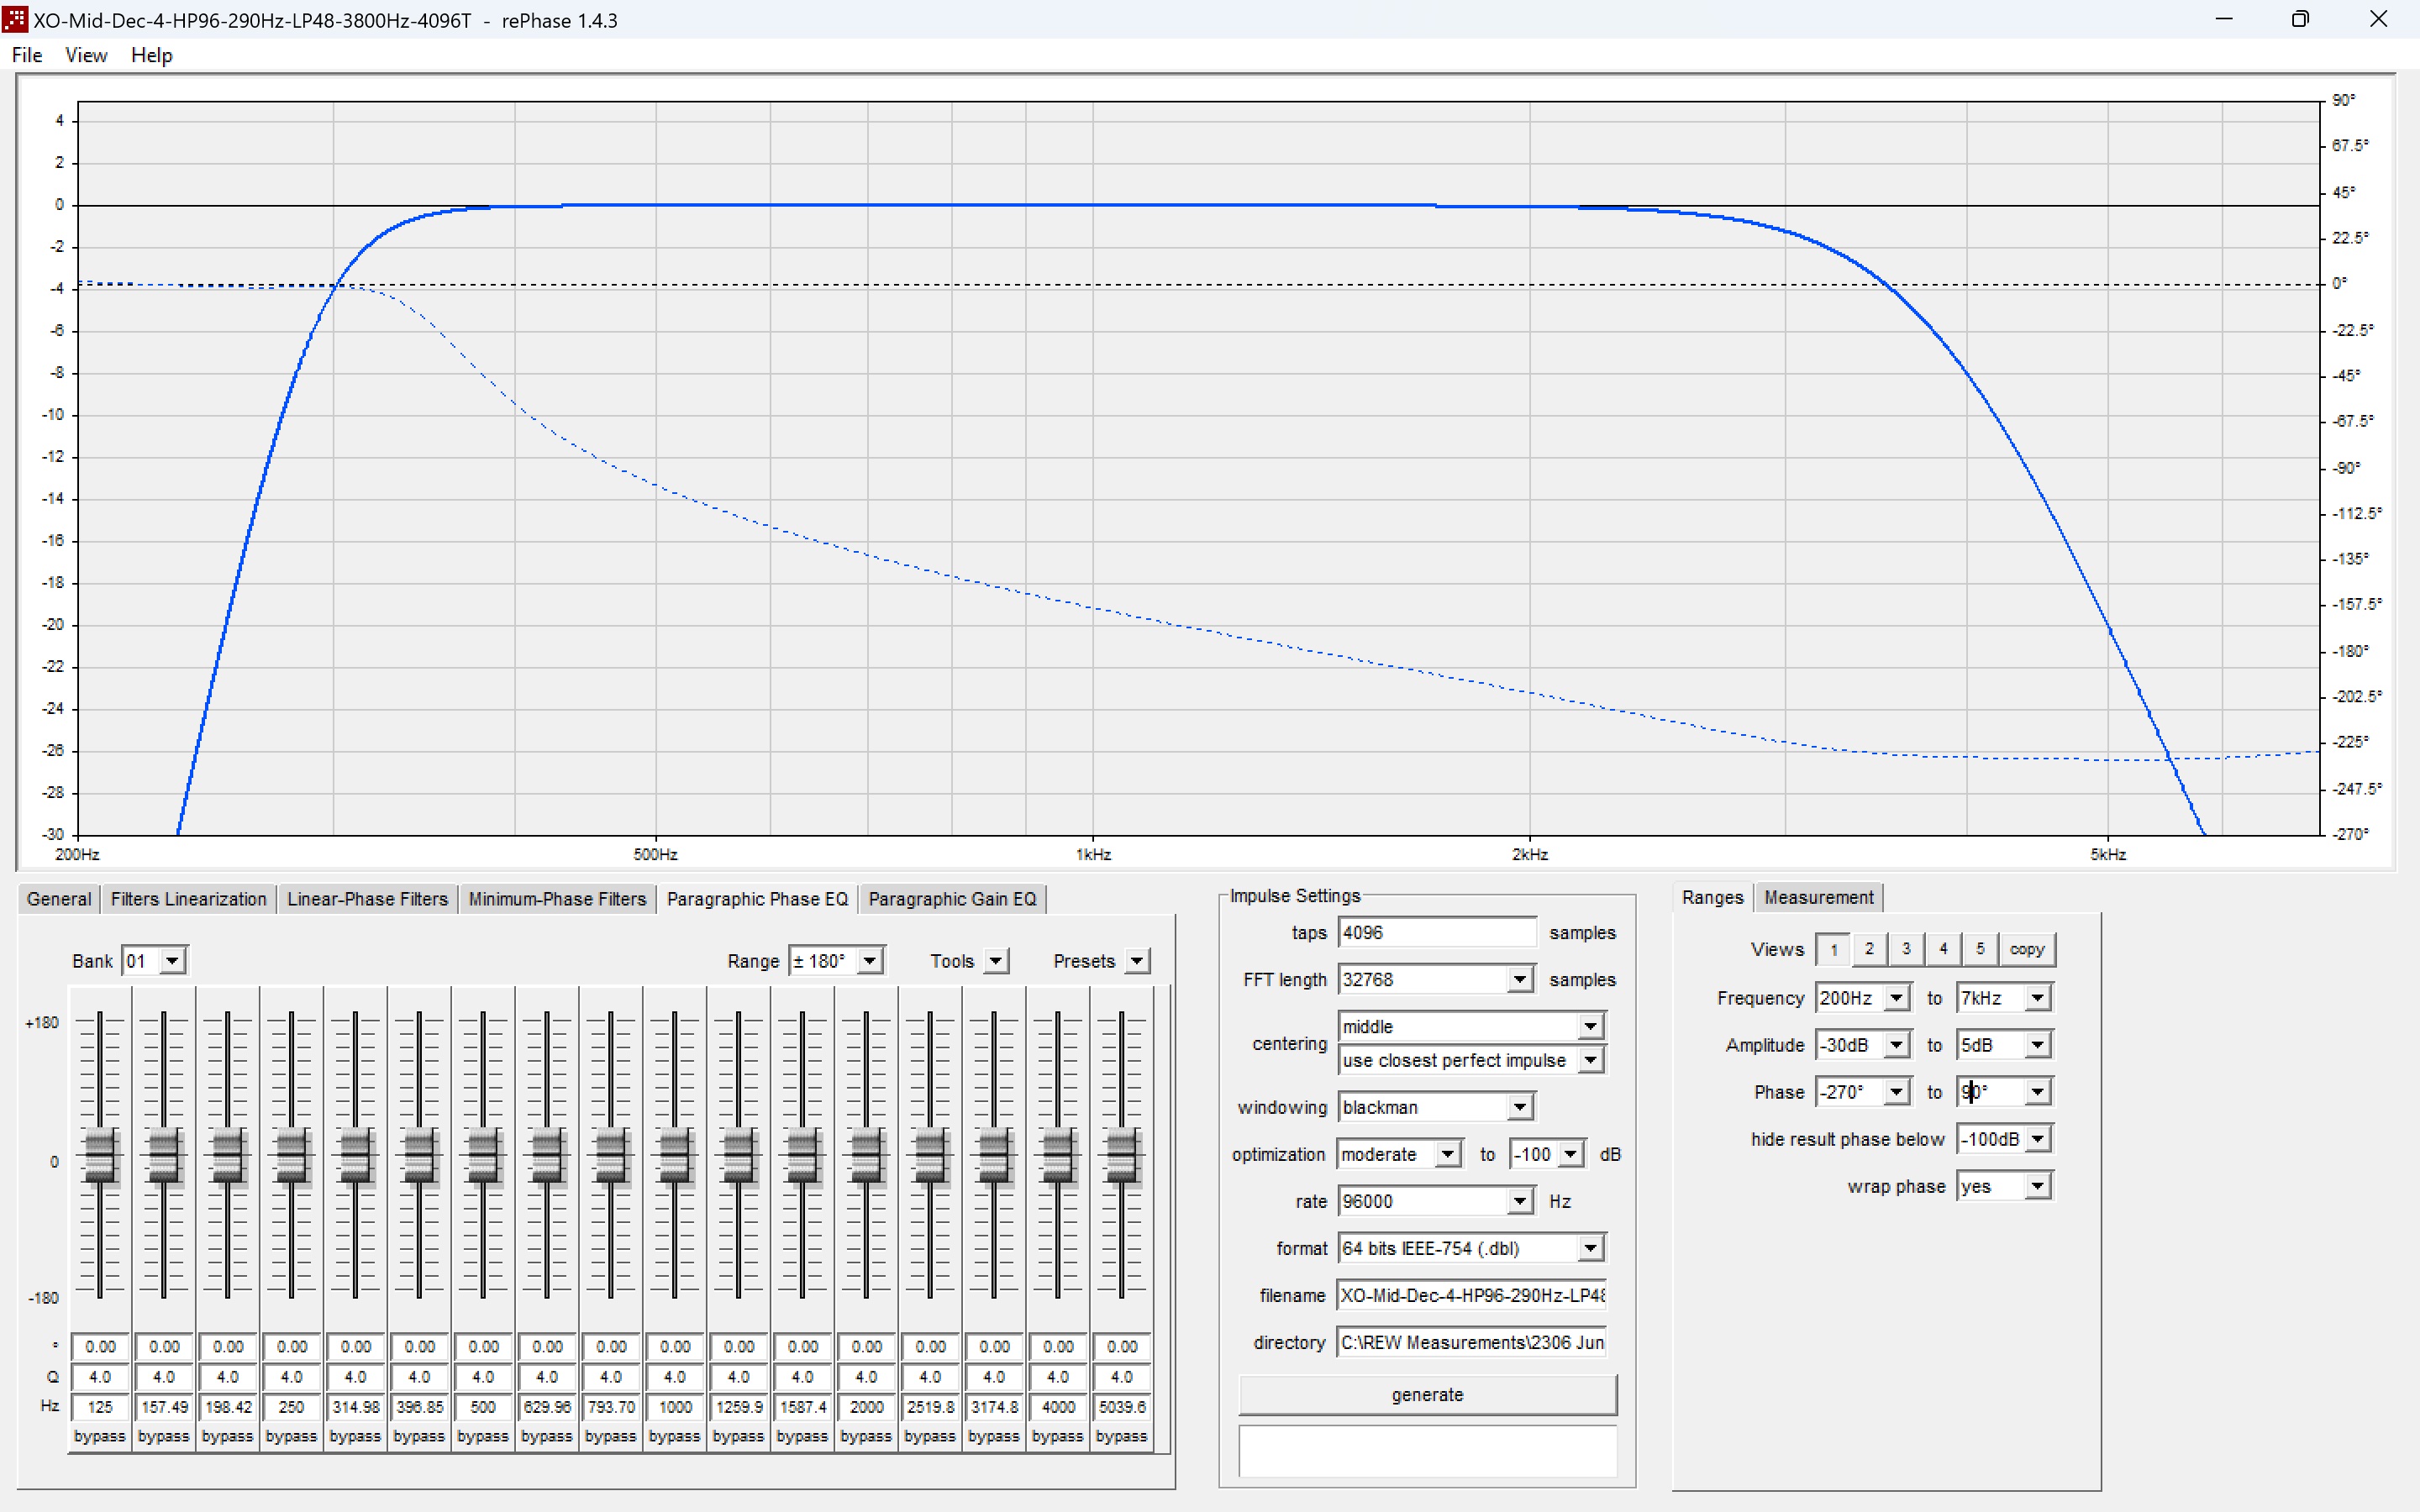 XO-Mid-Dec-4-HP96-290Hz-LP48-3800Hz-4096T - rePhase 1.4.3
File View Help
4 90°
2 67.5°
0 45°
-2 22.5°
-4 0°
-6 -22.5°
-8 -45°
-10 -67.5°
-12 -90°
-14 -112.5°
-16 -135°
-18 -157.5°
-20 -180°
-22 -202.5°
-24 -225°
-26 -247.5°
-28 -270°
-30
200Hz 500Hz 1kHz 2kHz 5kHz
General Filters Linearization Linear-Phase Filters Minimum-Phase Filters Paragraphic Phase EQ Paragraphic Gain EQ
Bank 01 Range ± 180° Tools Presets
+180
0
-180
° 0.00 0.00 0.00 0.00 0.00 0.00 0.00 0.00 0.00 0.00 0.00 0.00 0.00 0.00 0.00 0.00 0.00
Q 4.0 4.0 4.0 4.0 4.0 4.0 4.0 4.0 4.0 4.0 4.0 4.0 4.0 4.0 4.0 4.0 4.0
Hz 125 157.49 198.42 250 314.98 396.85 500 629.96 793.70 1000 1259.9 1587.4 2000 2519.8 3174.8 4000 5039.6
bypass bypass bypass bypass bypass bypass bypass bypass bypass bypass bypass bypass bypass bypass bypass bypass bypass
Impulse Settings
taps 4096 samples
FFT length 32768 samples
centering middle
use closest perfect impulse
windowing blackman
optimization moderate to -100 dB
rate 96000 Hz
format 64 bits IEEE-754 (.dbl)
filename XO-Mid-Dec-4-HP96-290Hz-LP48
directory C:\REW Measurements\2306 Jun
generate
Ranges Measurement
Views 1 2 3 4 5 copy
Frequency 200Hz to 7kHz
Amplitude -30dB to 5dB
Phase -270° to 90°
hide result phase below -100dB
wrap phase yes